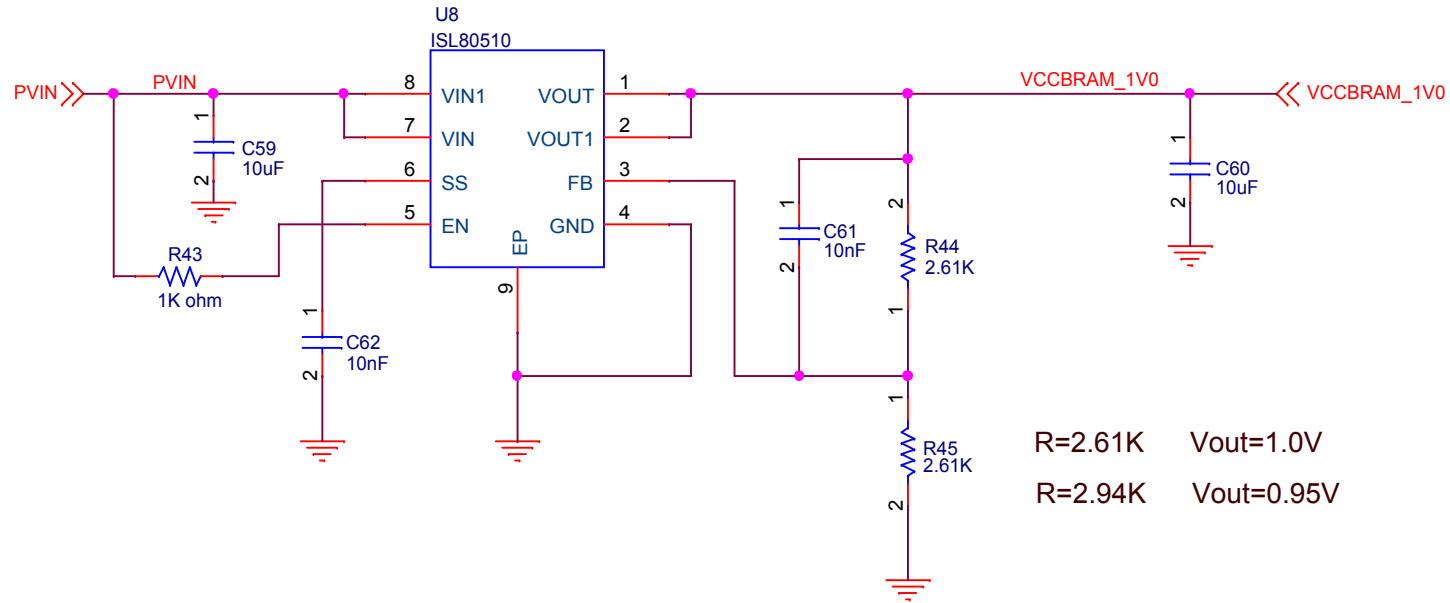 U8
ISL80510
PVIN
PVIN
VCCBRAM_1V0
VCCBRAM_1V0
8
VIN1
VOUT
1
7
VIN
VOUT1
2
6
SS
FB
3
5
EN
GND
4
EP
9
1
C59
10uF
2
1
C60
10uF
2
R43
1K ohm
1
C61
10nF
2
2
R44
2.61K
1
1
C62
10nF
2
1
R45
2.61K
2
R=2.61K Vout=1.0V
R=2.94K Vout=0.95V